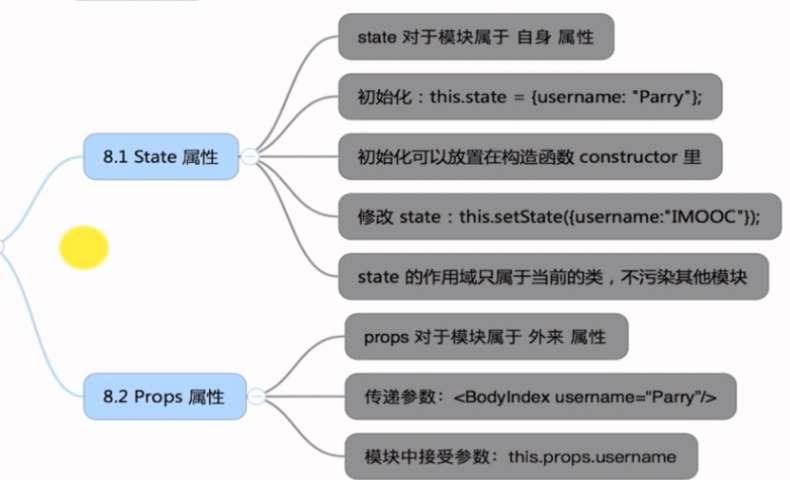 8.1 State 属性
state 对于模块属于 自身 属性
初始化：this.state = {username: "Parry"};
初始化可以放置在构造函数 constructor 里
修改 state：this.setState({username:"IMOOC"});
state 的作用域只属于当前的类，不污染其他模块
8.2 Props 属性
props 对于模块属于 外来 属性
传递参数：<BodyIndex username=“Parry”/>
模块中接受参数：this.props.username